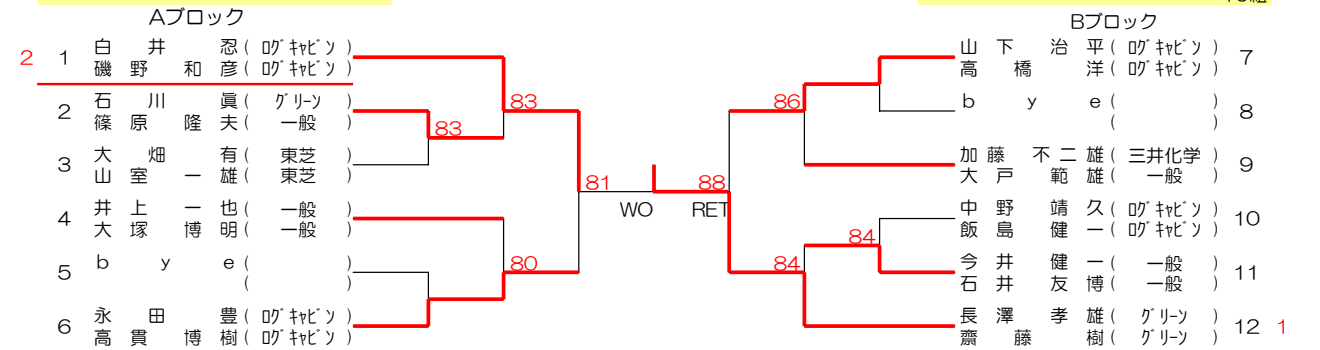 Aブロック
2 1 白井 忍(ログキャビン)
磯野和彦(ログキャビン)
2 石川 眞(グリーン)
篠原隆夫(一般)
3 大畑 有(東芝)
山室一雄(東芝)
4 井上一也(一般)
大塚博明(一般)
5 bye( )
( )
6 永田 豊(ログキャビン)
高貫博樹(ログキャビン)
83
83
81
80
WO RET
88
Bブロック
山下治平(ログキャビン) 7
高橋 洋(ログキャビン)
bye( ) 8
( )
加藤不二雄(三井化学) 9
大戸範雄(一般)
中野靖久(ログキャビン) 10
飯島健一(ログキャビン)
今井健一(一般) 11
石井友博(一般)
長澤孝雄(グリーン) 12 1
齋藤 樹(グリーン)
86
84
84